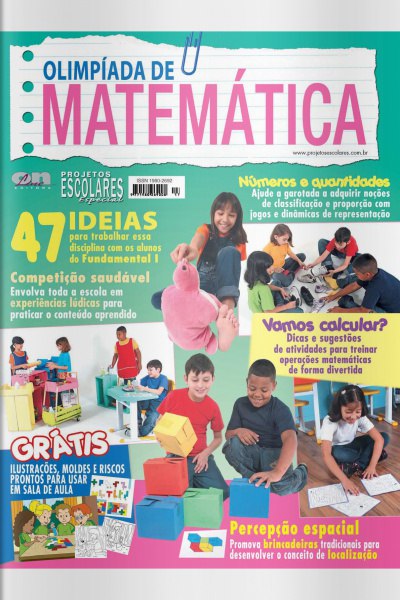 OLIMPÍADA DE
MATEMÁTICA
www.projetosescolares.com.br
on
EDITORA
PROJETOS
ESCOLARES
Especial
ISSN 1980-2692
47 IDEIAS
para trabalhar essa
disciplina com os alunos
do Fundamental I
Competição saudável
Envolva toda a escola em
experiências lúdicas para
praticar o conteúdo aprendido
Números e quantidades
Ajude a garotada a adquirir noções
de classificação e proporção com
jogos e dinâmicas de representação
Vamos calcular?
Dicas e sugestões
de atividades para treinar
operações matemáticas
de forma divertida
GRÁTIS
ILUSTRAÇÕES, MOLDES E RISCOS
PRONTOS PARA USAR
EM SALA DE AULA
Percepção espacial
Promova brincadeiras tradicionais para
desenvolver o conceito de localização